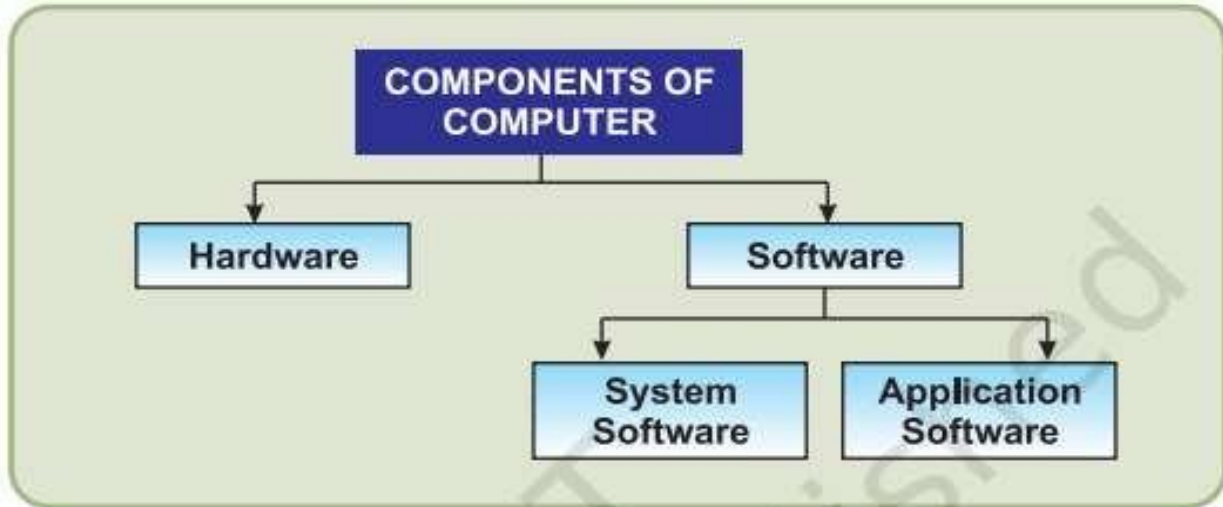 COMPONENTS OF
COMPUTER
Hardware
Software
System
Software
Application
Software